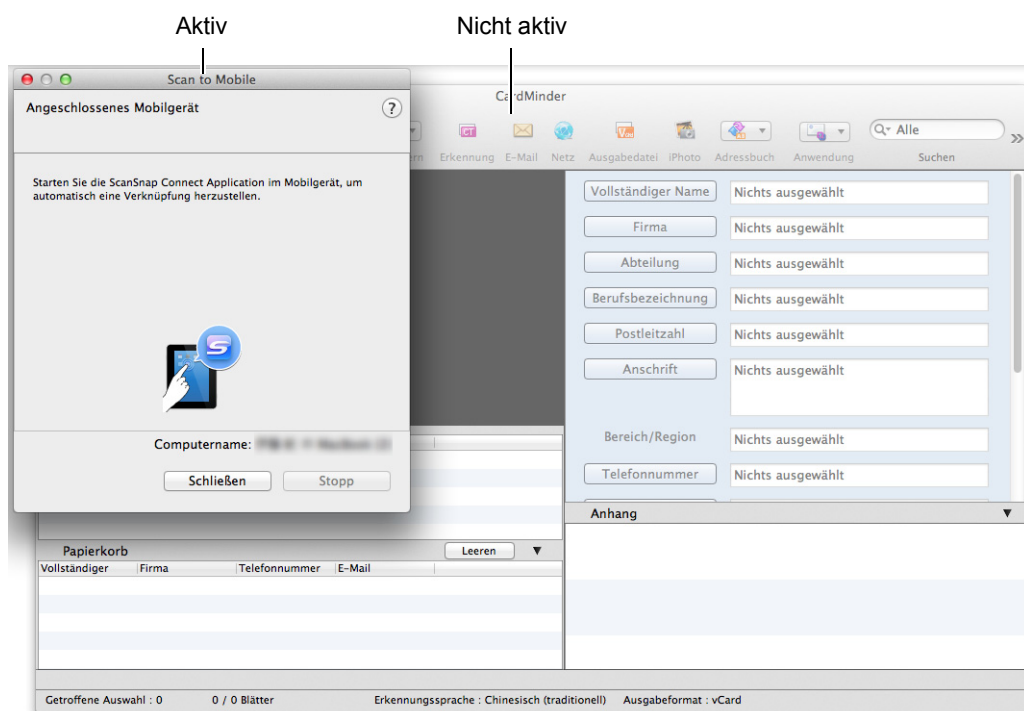 Aktiv
Nicht aktiv
Scan to Mobile
Angeschlossenes Mobilgerät
?
Starten Sie die ScanSnap Connect Application im Mobilgerät, um
automatisch eine Verknüpfung herzustellen.
S
Computername:
Schließen Stopp
CardMinder
Erkennung E-Mail Netz Ausgabedatei iPhoto Adressbuch Anwendung Suchen
Alle
Vollständiger Name Nichts ausgewählt
Firma Nichts ausgewählt
Abteilung Nichts ausgewählt
Berufsbezeichnung Nichts ausgewählt
Postleitzahl Nichts ausgewählt
Anschrift Nichts ausgewählt
Bereich/Region Nichts ausgewählt
Telefonnummer Nichts ausgewählt
Anhang
Papierkorb Leeren
Vollständiger Firma Telefonnummer E-Mail
Getroffene Auswahl : 0 0 / 0 Blätter Erkennungssprache : Chinesisch (traditionell) Ausgabeformat : vCard